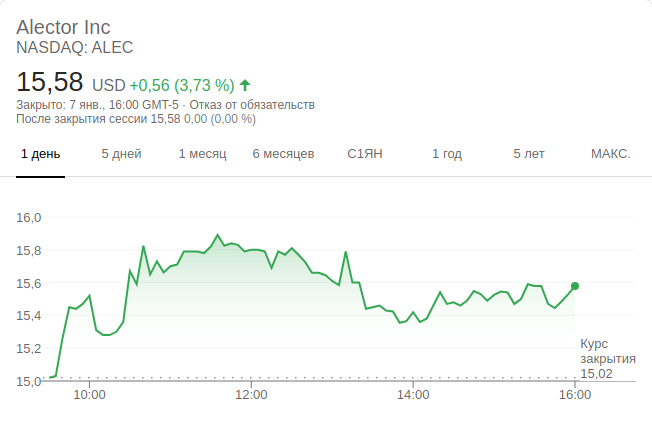 Alector Inc
NASDAQ: ALEC
15,58 USD +0,56 (3,73 %)
Закрыто: 7 янв., 16:00 GMT-5 · Отказ от обязательств
После закрытия сессии 15,58 0,00 (0,00 %)
1 день 5 дней 1 месяц 6 месяцев С1ЯН 1 год 5 лет МАКС.
16,0
15,8
15,6
15,4
15,2
15,0
Курс
закрытия
15,02
10:00 12:00 14:00 16:00